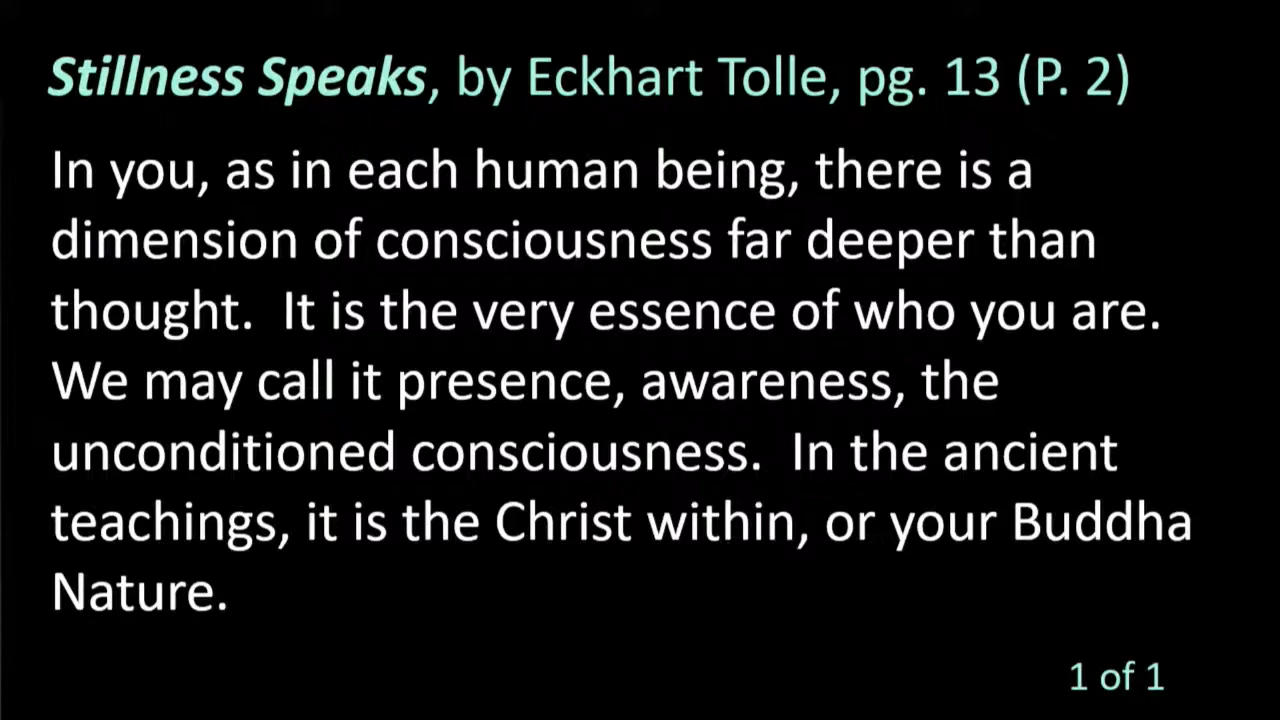 Stillness Speaks, by Eckhart Tolle, pg. 13 (P. 2)
In you, as in each human being, there is a
dimension of consciousness far deeper than
thought.  It is the very essence of who you are.
We may call it presence, awareness, the
unconditioned consciousness.  In the ancient
teachings, it is the Christ within, or your Buddha
Nature.
1 of 1